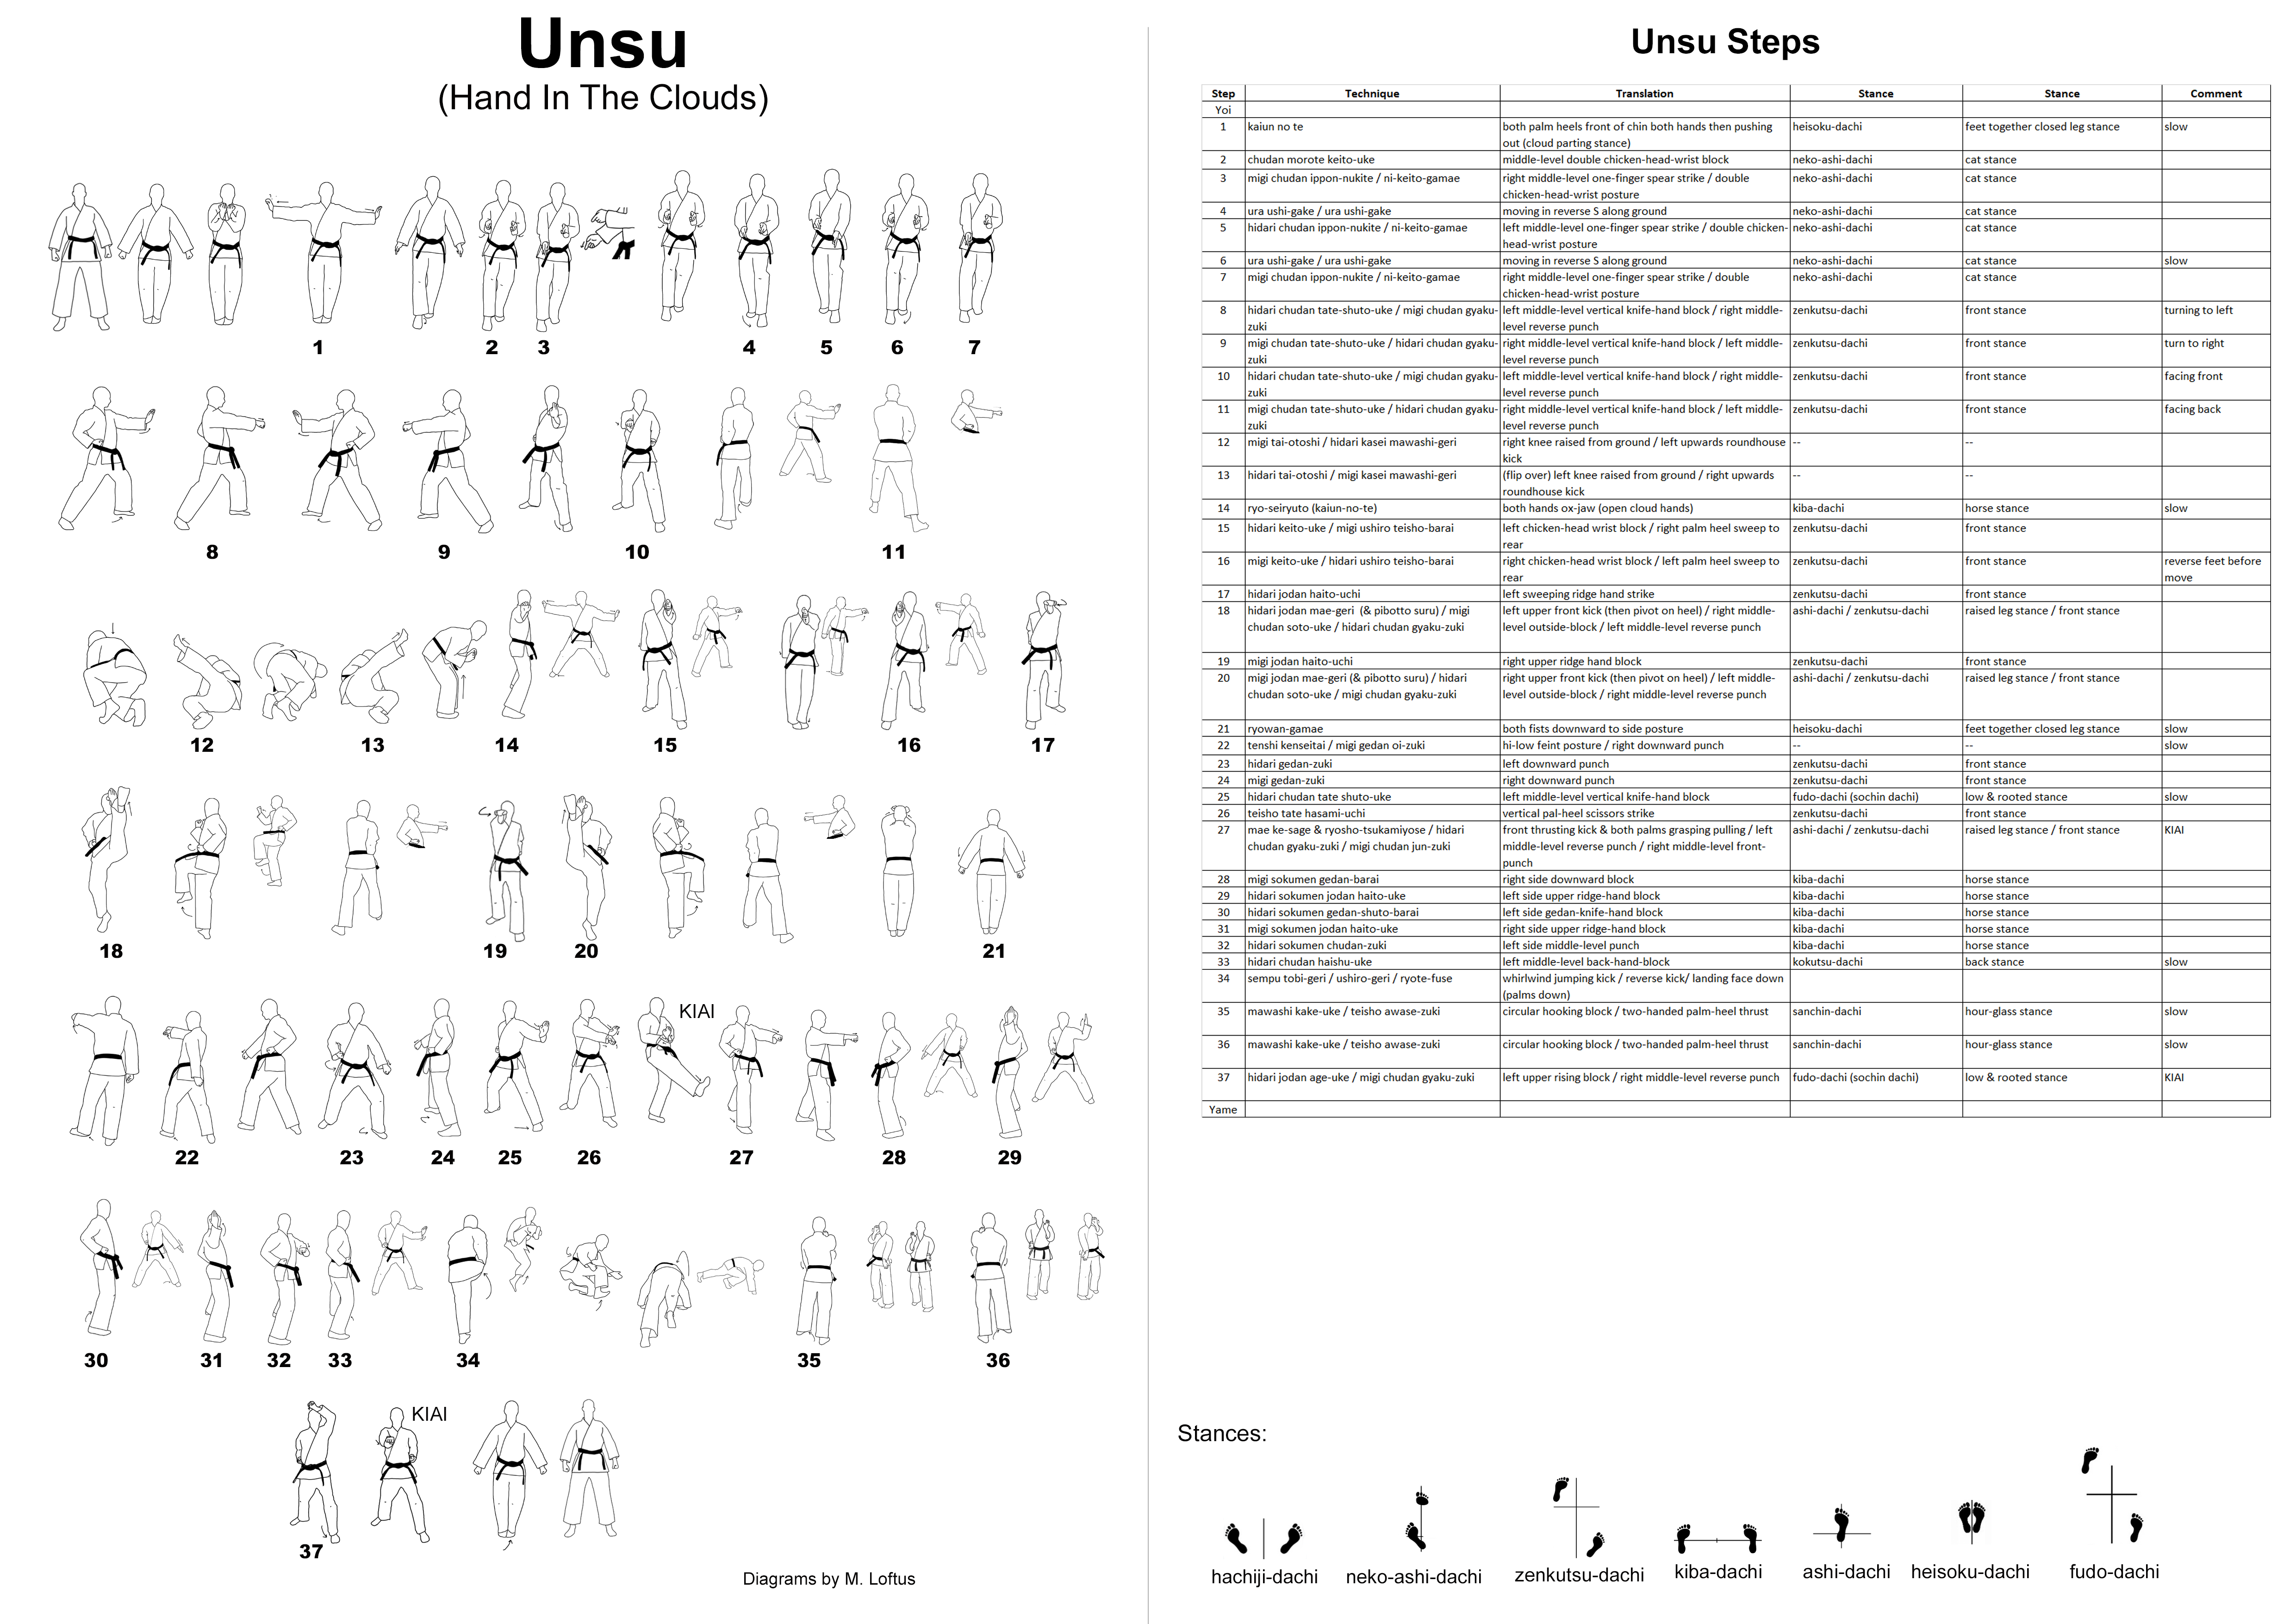 Unsu
(Hand In The Clouds)
1 2 3 4 5 6 7
8 9 10 11
12 13 14 15 16 17
18 19 20 21
KIAI
22 23 24 25 26 27 28 29
30 31 32 33 34 35 36
KIAI
37
Diagrams by M. Loftus
Unsu Steps
Step Technique Translation Stance Stance Comment
Yoi
1 kaiun no te both palm heels front of chin both hands then pushing heisoku-dachi feet together closed leg stance slow
out (cloud parting stance)
2 chudan morote keito-uke middle-level double chicken-head-wrist block neko-ashi-dachi cat stance
3 migi chudan ippon-nukite / ni-keito-gamae right middle-level one-finger spear strike / double neko-ashi-dachi cat stance
chicken-head-wrist posture
4 ura ushi-gake / ura ushi-gake moving in reverse S along ground neko-ashi-dachi cat stance
5 hidari chudan ippon-nukite / ni-keito-gamae left middle-level one-finger spear strike / double chicken- neko-ashi-dachi cat stance
head-wrist posture
6 ura ushi-gake / ura ushi-gake moving in reverse S along ground neko-ashi-dachi cat stance slow
7 migi chudan ippon-nukite / ni-keito-gamae right middle-level one-finger spear strike / double neko-ashi-dachi cat stance
chicken-head-wrist posture
8 hidari chudan tate-shuto-uke / migi chudan gyaku- left middle-level vertical knife-hand block / right middle- zenkutsu-dachi front stance turning to left
zuki level reverse punch
9 migi chudan tate-shuto-uke / hidari chudan gyaku- right middle-level vertical knife-hand block / left middle- zenkutsu-dachi front stance turn to right
zuki level reverse punch
10 hidari chudan tate-shuto-uke / migi chudan gyaku- left middle-level vertical knife-hand block / right middle- zenkutsu-dachi front stance facing front
zuki level reverse punch
11 migi chudan tate-shuto-uke / hidari chudan gyaku- right middle-level vertical knife-hand block / left middle- zenkutsu-dachi front stance facing back
zuki level reverse punch
12 migi tai-otoshi / hidari kasei mawashi-geri right knee raised from ground / left upwards roundhouse -- --
kick
13 hidari tai-otoshi / migi kasei mawashi-geri (flip over) left knee raised from ground / right upwards -- --
roundhouse kick
14 ryo-seiryuto (kaiun-no-te) both hands ox-jaw (open cloud hands) kiba-dachi horse stance slow
15 hidari keito-uke / migi ushiro teisho-barai left chicken-head wrist block / right palm heel sweep to zenkutsu-dachi front stance
rear
16 migi keito-uke / hidari ushiro teisho-barai right chicken-head wrist block / left palm heel sweep to zenkutsu-dachi front stance reverse feet before
rear move
17 hidari jodan haito-uchi left sweeping ridge hand strike zenkutsu-dachi front stance
18 hidari jodan mae-geri (& pibotto suru) / migi left upper front kick (then pivot on heel) / right middle- ashi-dachi / zenkutsu-dachi raised leg stance / front stance
chudan soto-uke / hidari chudan gyaku-zuki level outside-block / left middle-level reverse punch
19 migi jodan haito-uchi right upper ridge hand block zenkutsu-dachi front stance
20 migi jodan mae-geri (& pibotto suru) / hidari right upper front kick (then pivot on heel) / left middle- ashi-dachi / zenkutsu-dachi raised leg stance / front stance
chudan soto-uke / migi chudan gyaku-zuki level outside-block / right middle-level reverse punch
21 ryowan-gamae both fists downward to side posture heisoku-dachi feet together closed leg stance slow
22 tenshi kenseitai / migi gedan oi-zuki hi-low feint posture / right downward punch -- -- slow
23 hidari gedan-zuki left downward punch zenkutsu-dachi front stance
24 migi gedan-zuki right downward punch zenkutsu-dachi front stance
25 hidari chudan tate shuto-uke left middle-level vertical knife-hand block fudo-dachi (sochin dachi) low & rooted stance slow
26 teisho tate hasami-uchi vertical pal-heel scissors strike zenkutsu-dachi front stance
27 mae ke-sage & ryosho-tsukamiyose / hidari front thrusting kick & both palms grasping pulling / left ashi-dachi / zenkutsu-dachi raised leg stance / front stance KIAI
chudan gyaku-zuki / migi chudan jun-zuki middle-level reverse punch / right middle-level front-
punch
28 migi sokumen gedan-barai right side downward block kiba-dachi horse stance
29 hidari sokumen jodan haito-uke left side upper ridge-hand block kiba-dachi horse stance
30 hidari sokumen gedan-shuto-barai left side gedan-knife-hand block kiba-dachi horse stance
31 migi sokumen jodan haito-uke right side upper ridge-hand block kiba-dachi horse stance
32 hidari sokumen chudan-zuki left side middle-level punch kiba-dachi horse stance
33 hidari chudan haishu-uke left middle-level back-hand-block kokutsu-dachi back stance slow
34 sempu tobi-geri / ushiro-geri / ryote-fuse whirlwind jumping kick / reverse kick/ landing face down
(palms down)
35 mawashi kake-uke / teisho awase-zuki circular hooking block / two-handed palm-heel thrust sanchin-dachi hour-glass stance slow
36 mawashi kake-uke / teisho awase-zuki circular hooking block / two-handed palm-heel thrust sanchin-dachi hour-glass stance slow
37 hidari jodan age-uke / migi chudan gyaku-zuki left upper rising block / right middle-level reverse punch fudo-dachi (sochin dachi) low & rooted stance KIAI
Yame
Stances:
hachiji-dachi neko-ashi-dachi zenkutsu-dachi kiba-dachi ashi-dachi heisoku-dachi fudo-dachi